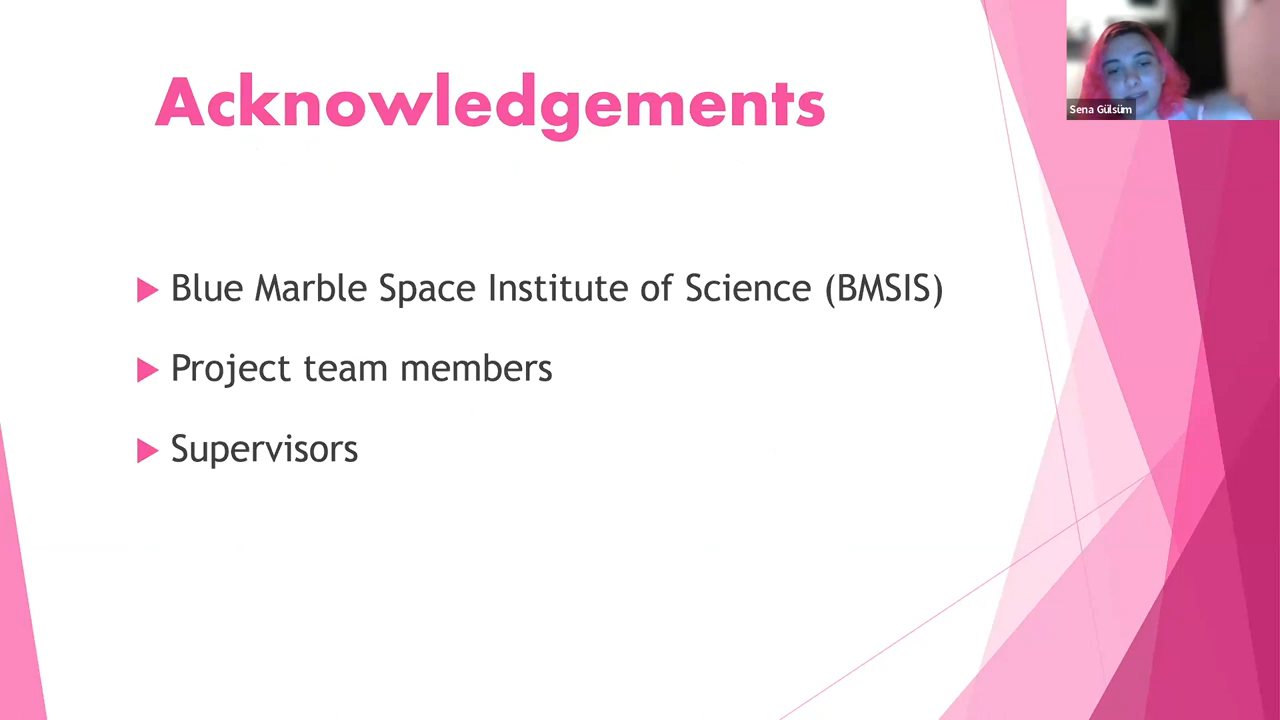 Acknowledgements
Sena Gülsüm
Blue Marble Space Institute of Science (BMSIS)
Project team members
Supervisors